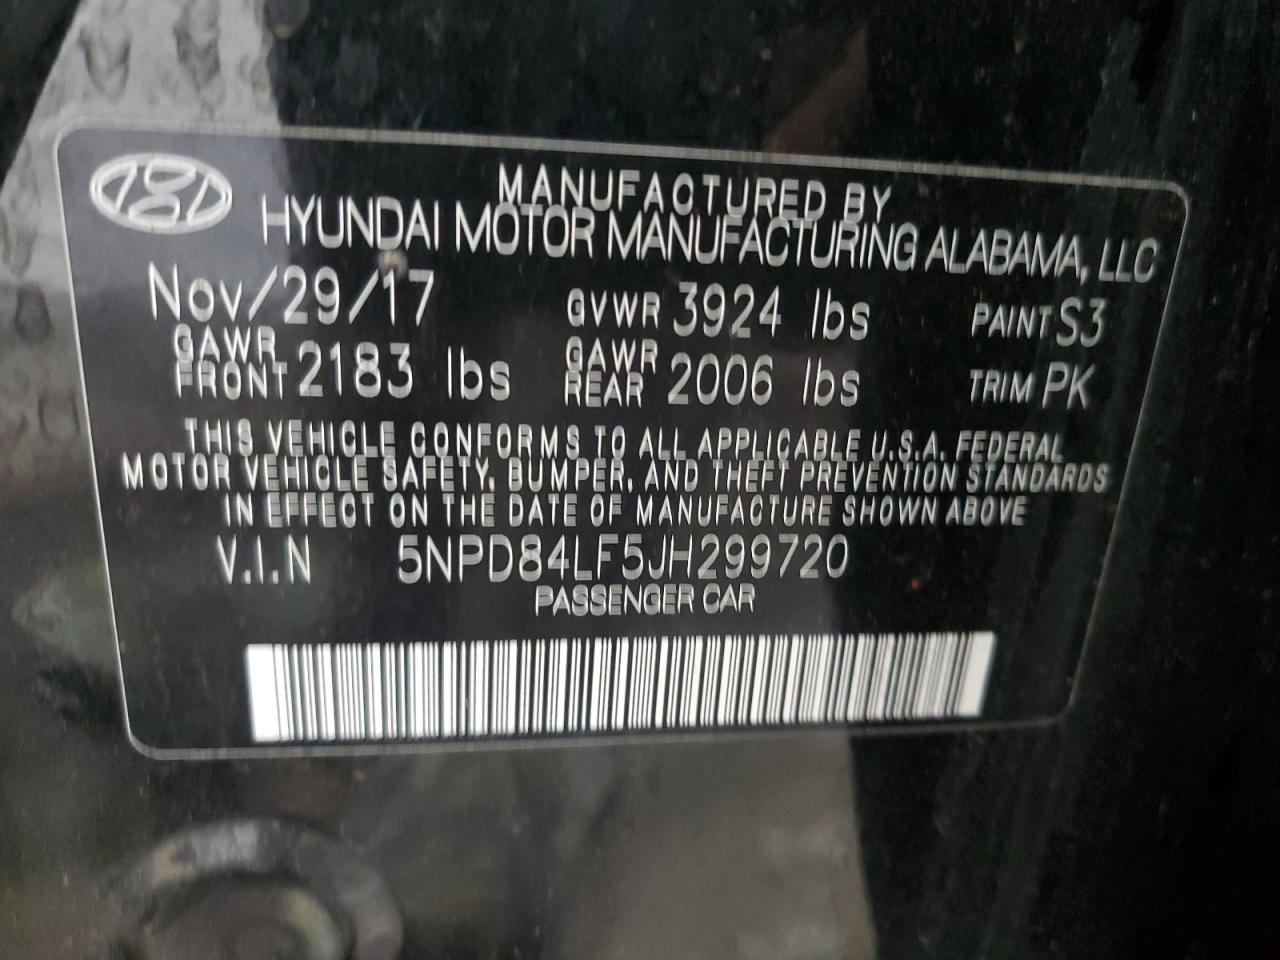 MANUFACTURED BY
HYUNDAI MOTOR MANUFACTURING ALABAMA, LLC
Nov/29/17 GVWR 3924 lbs PAINT S3
GAWR FRONT 2183 lbs GAWR REAR 2006 lbs TRIM PK
THIS VEHICLE CONFORMS TO ALL APPLICABLE U.S.A. FEDERAL
MOTOR VEHICLE SAFETY, BUMPER, AND THEFT PREVENTION STANDARDS
IN EFFECT ON THE DATE OF MANUFACTURE SHOWN ABOVE
V.I.N 5NPD84LF5JH299720
PASSENGER CAR